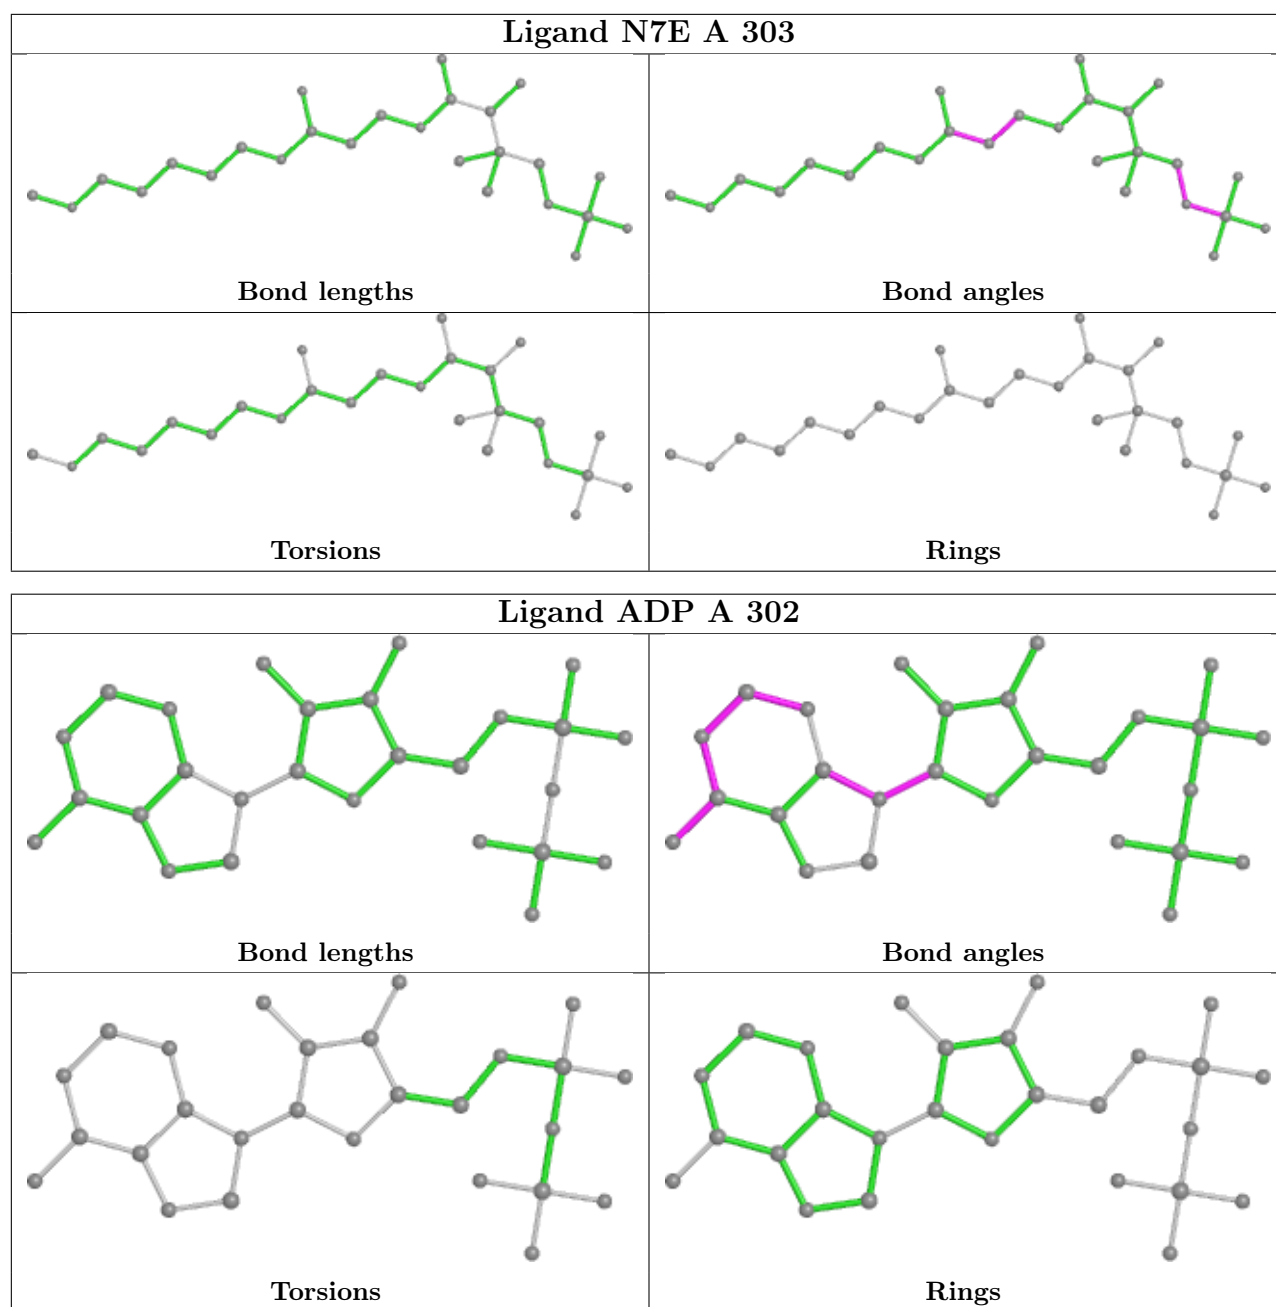 Ligand N7E A 303
Bond lengths
Bond angles
Torsions
Rings
Ligand ADP A 302
Bond lengths
Bond angles
Torsions
Rings